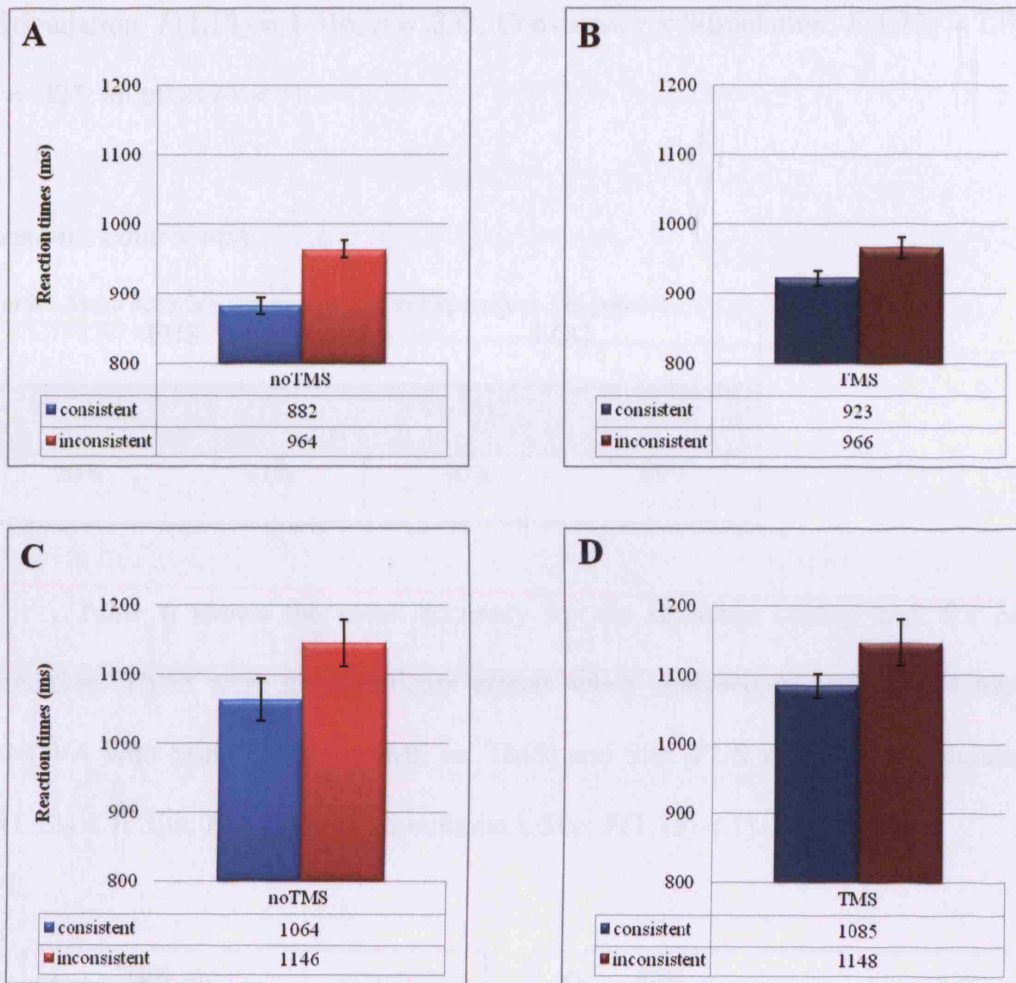 A
1200
1100
1000
900
800
Reaction times (ms)
noTMS
consistent 882
inconsistent 964
B
1200
1100
1000
900
800
TMS
consistent 923
inconsistent 966
C
1200
1100
1000
900
800
Reaction times (ms)
noTMS
consistent 1064
inconsistent 1146
D
1200
1100
1000
900
800
TMS
consistent 1085
inconsistent 1148